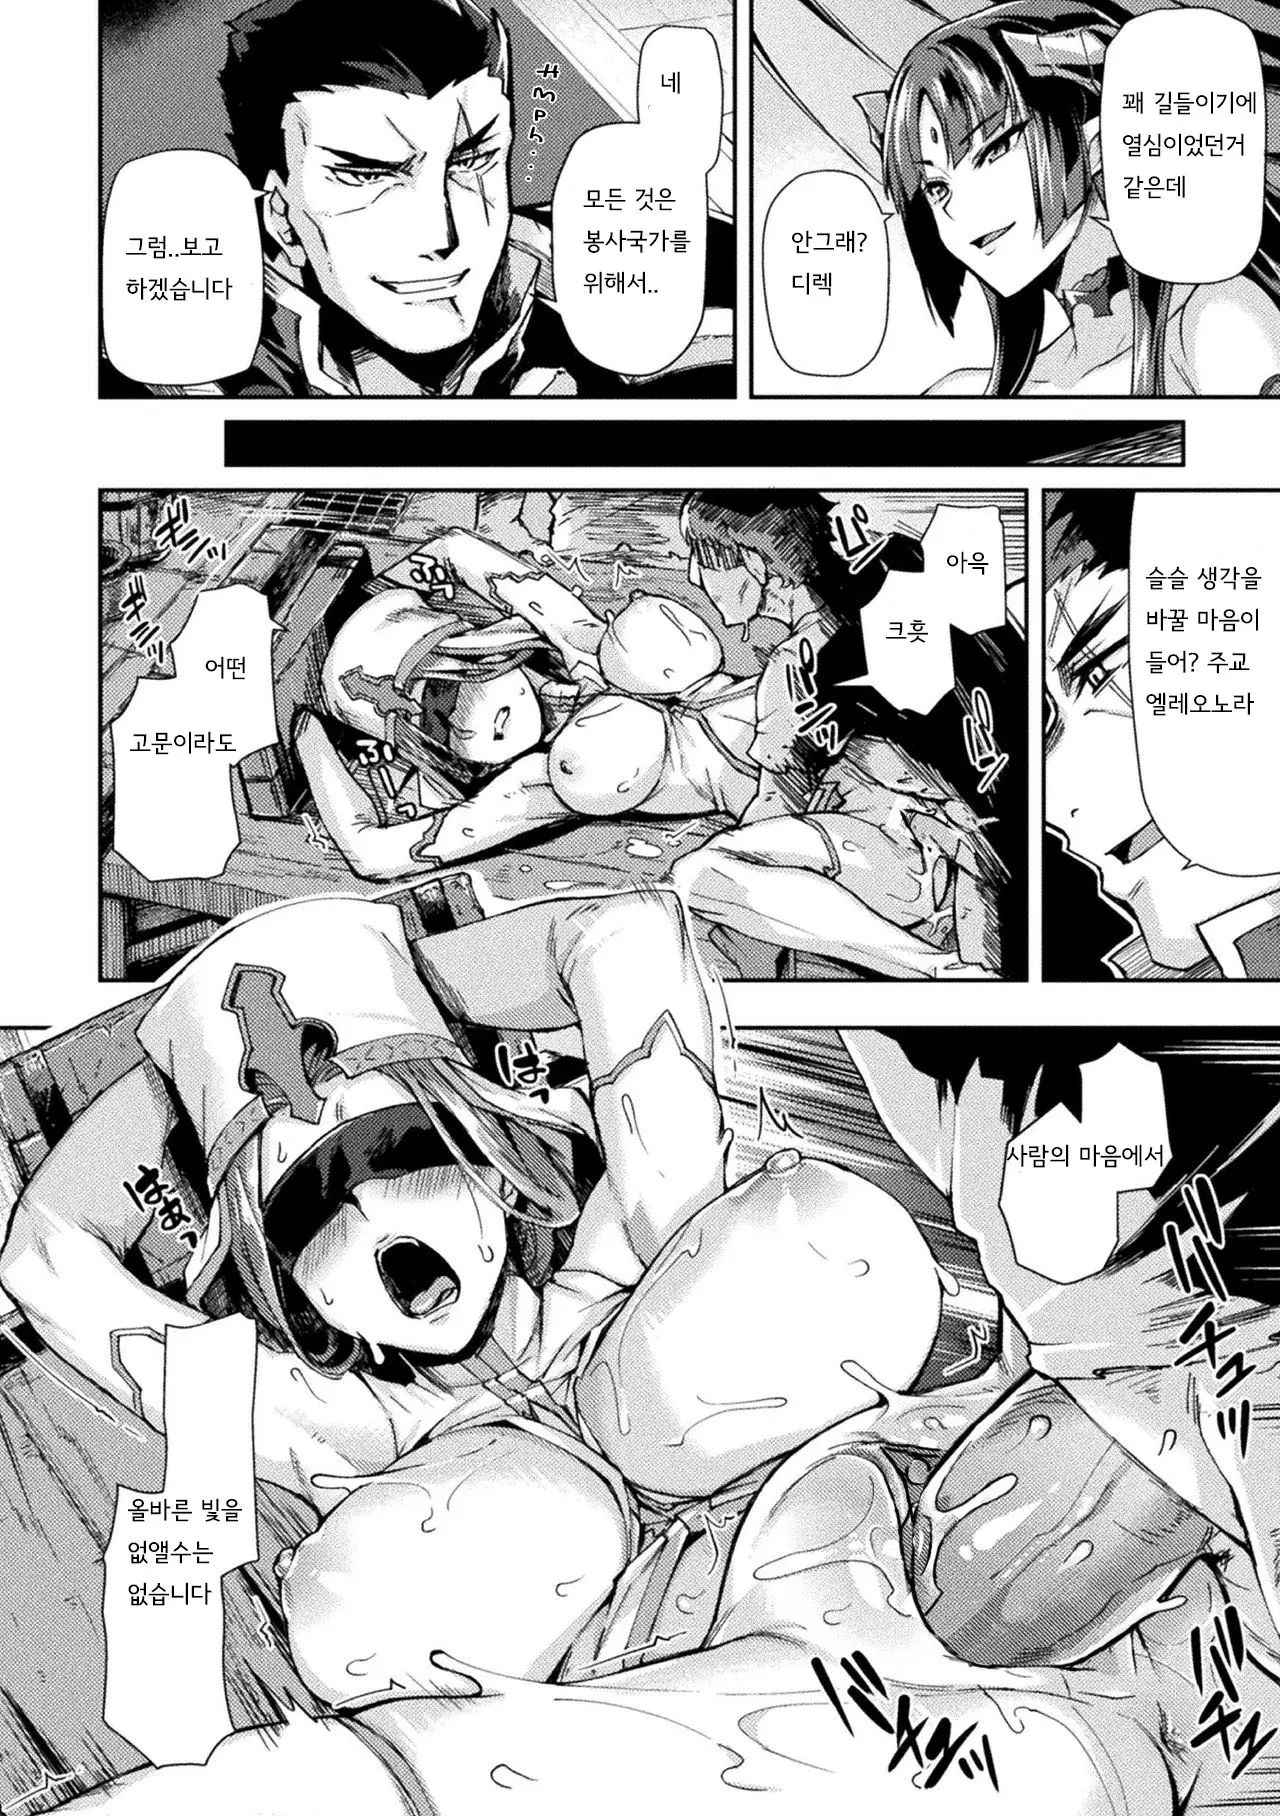 꽤 길들이기에
열심이었던거
같은데
안그래?
디렉
네
모든 것은
봉사국가를
위해서..
그럼..보고
하겠습니다
슬슬 생각을
바꿀 마음이
들어? 주교
엘레오노라
아윽
크흣
어떤
고문이라도
사람의 마음에서
올바른 빛을
없앨수는
없습니다